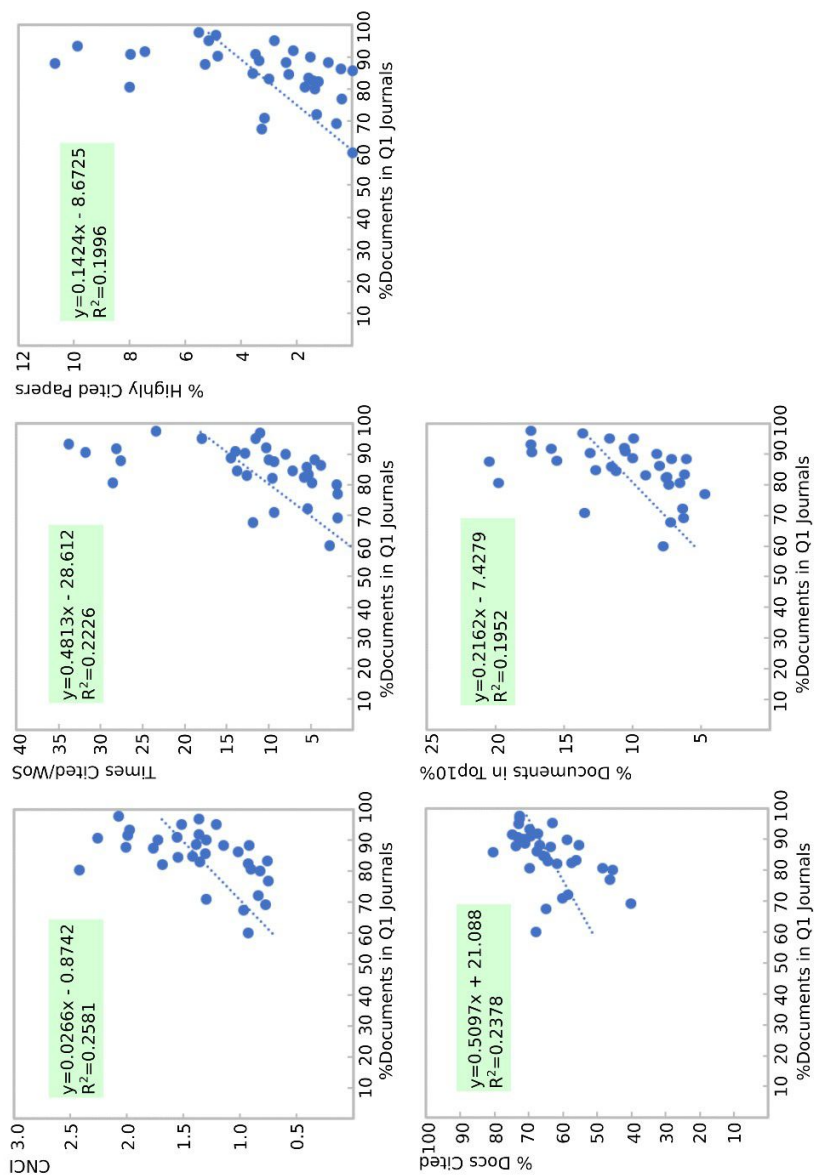 CNCI
3.0
2.5
2.0
1.5
1.0
0.5
y=0.0266x - 0.8742
R²=0.2581
10 20 30 40 50 60 70 80 90 100
%Documents in Q1 Journals
Times Cited/WoS
40
35
30
25
20
15
10
5
y=0.4813x - 28.612
R²=0.2226
10 20 30 40 50 60 70 80 90 100
%Documents in Q1 Journals
% Highly Cited Papers
12
10
8
6
4
2
y=0.1424x - 8.6725
R²=0.1996
10 20 30 40 50 60 70 80 90 100
%Documents in Q1 Journals
% Docs Cited
100
90
80
70
60
50
40
30
20
10
y=0.5097x + 21.088
R²=0.2378
10 20 30 40 50 60 70 80 90 100
%Documents in Q1 Journals
% Documents in Top10%
25
20
15
10
5
y=0.2162x - 7.4279
R²=0.1952
10 20 30 40 50 60 70 80 90 100
%Documents in Q1 Journals